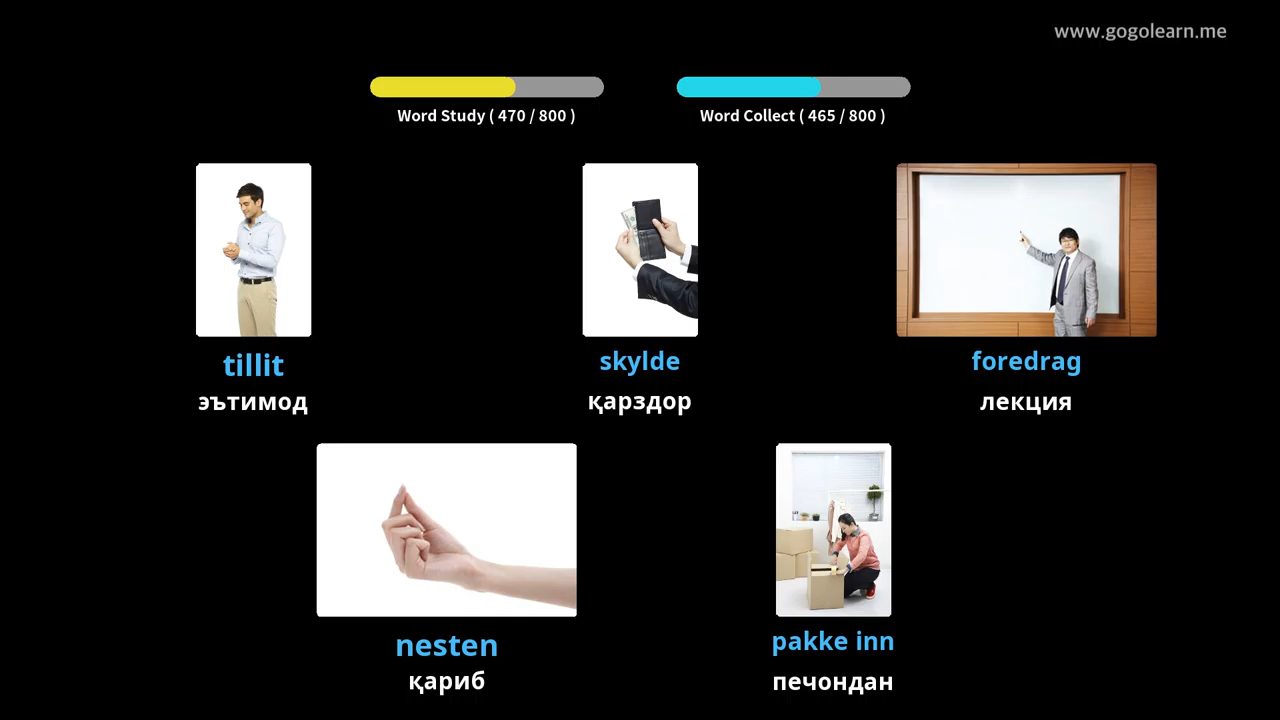 www.gogolearn.me
Word Study ( 470 / 800 )
Word Collect ( 465 / 800 )
tillit
эътимод
skylde
қарздор
foredrag
лекция
nesten
қариб
pakke inn
печондан